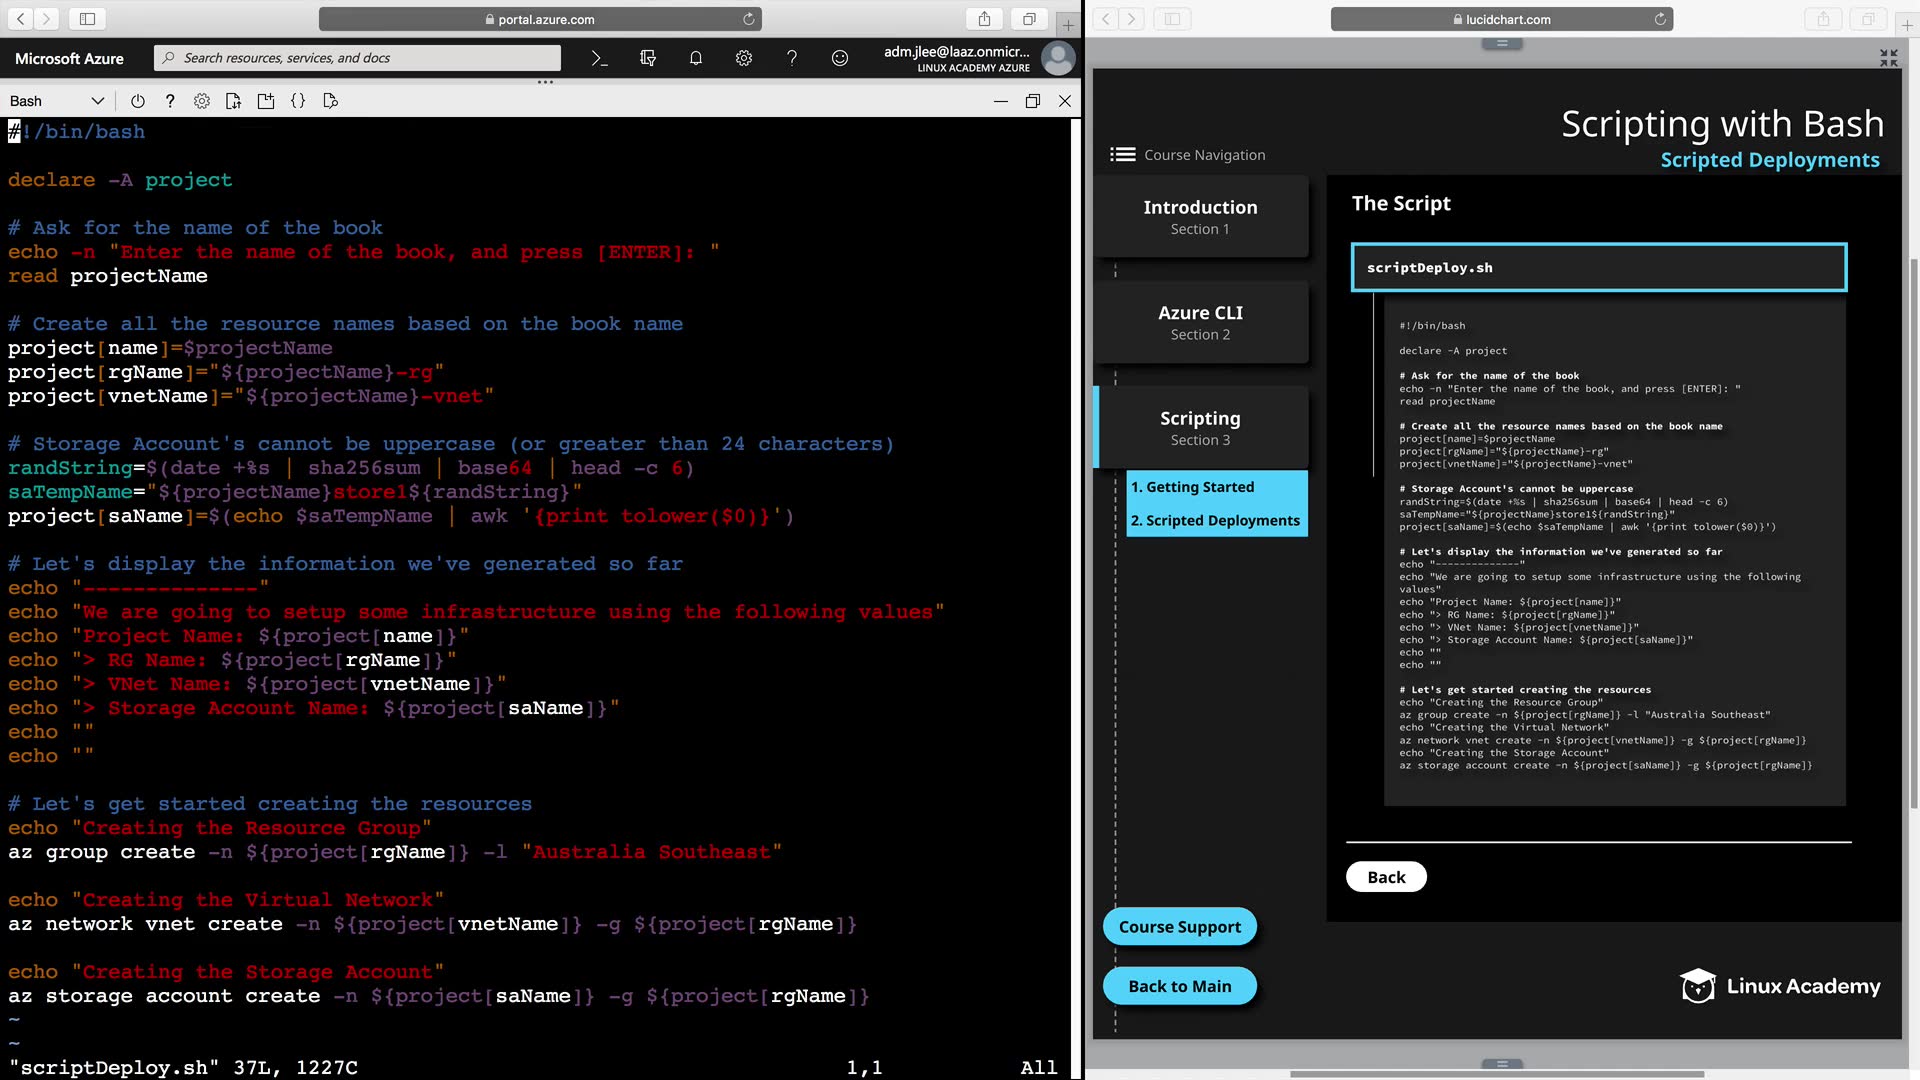 portal.azure.com
Microsoft Azure
Search resources, services, and docs
adm.jlee@laaz.onmicr...
LINUX ACADEMY AZURE
Bash
#!/bin/bash
declare -A project
# Ask for the name of the book
echo -n "Enter the name of the book, and press [ENTER]: "
read projectName
# Create all the resource names based on the book name
project[name]=$projectName
project[rgName]="${projectName}-rg"
project[vnetName]="${projectName}-vnet"
# Storage Account's cannot be uppercase (or greater than 24 characters)
randString=$(date +%s | sha256sum | base64 | head -c 6)
saTempName="${projectName}store1${randString}"
project[saName]=$(echo $saTempName | awk '{print tolower($0)}')
# Let's display the information we've generated so far
echo "--------------"
echo "We are going to setup some infrastructure using the following values"
echo "Project Name: ${project[name]}"
echo "> RG Name: ${project[rgName]}"
echo "> VNet Name: ${project[vnetName]}"
echo "> Storage Account Name: ${project[saName]}"
echo ""
echo ""
# Let's get started creating the resources
echo "Creating the Resource Group"
az group create -n ${project[rgName]} -l "Australia Southeast"
echo "Creating the Virtual Network"
az network vnet create -n ${project[vnetName]} -g ${project[rgName]}
echo "Creating the Storage Account"
az storage account create -n ${project[saName]} -g ${project[rgName]}
~
~
"scriptDeploy.sh" 37L, 1227C 1,1 All
lucidchart.com
Scripting with Bash
Scripted Deployments
Course Navigation
Introduction
Section 1
Azure CLI
Section 2
Scripting
Section 3
1. Getting Started
2. Scripted Deployments
Course Support
Back to Main
The Script
scriptDeploy.sh
#!/bin/bash
declare -A project
# Ask for the name of the book
echo -n "Enter the name of the book, and press [ENTER]: "
read projectName
# Create all the resource names based on the book name
project[name]=$projectName
project[rgName]="${projectName}-rg"
project[vnetName]="${projectName}-vnet"
# Storage Account's cannot be uppercase
randString=$(date +%s | sha256sum | base64 | head -c 6)
saTempName="${projectName}store1${randString}"
project[saName]=$(echo $saTempName | awk '{print tolower($0)}')
# Let's display the information we've generated so far
echo "--------------"
echo "We are going to setup some infrastructure using the following
values"
echo "Project Name: ${project[name]}"
echo "> RG Name: ${project[rgName]}"
echo "> VNet Name: ${project[vnetName]}"
echo "> Storage Account Name: ${project[saName]}"
echo ""
echo ""
# Let's get started creating the resources
echo "Creating the Resource Group"
az group create -n ${project[rgName]} -l "Australia Southeast"
echo "Creating the Virtual Network"
az network vnet create -n ${project[vnetName]} -g ${project[rgName]}
echo "Creating the Storage Account"
az storage account create -n ${project[saName]} -g ${project[rgName]}
Back
Linux Academy